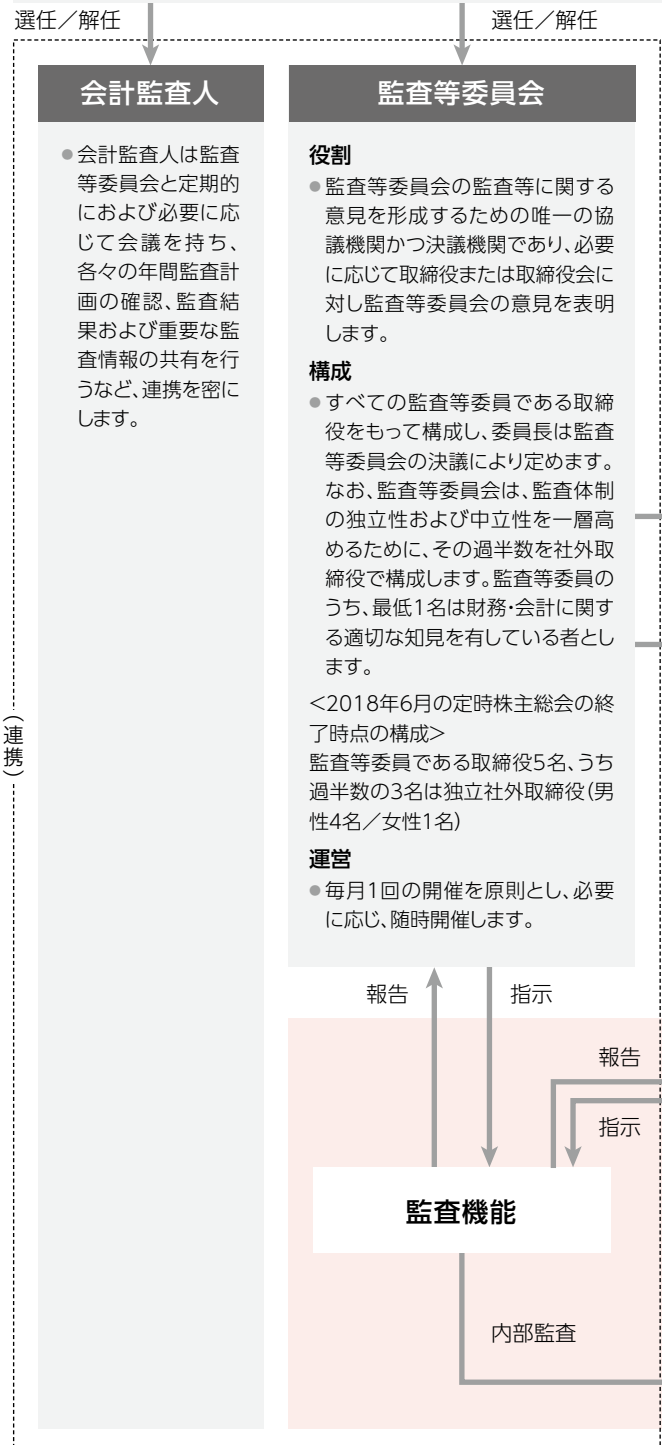 選任／解任
選任／解任
会計監査人
●会計監査人は監査
等委員会と定期的
におよび必要に応
じて会議を持ち、
各々の年間監査計
画の確認、監査結
果および重要な監
査情報の共有を行
うなど、連携を密に
します。
監査等委員会
役割
●監査等委員会の監査等に関する
意見を形成するための唯一の協
議機関かつ決議機関であり、必要
に応じて取締役または取締役会に
対し監査等委員会の意見を表明
します。
構成
●すべての監査等委員である取締
役をもって構成し、委員長は監査
等委員会の決議により定めます。
なお、監査等委員会は、監査体制
の独立性および中立性を一層高
めるために、その過半数を社外取
締役で構成します。監査等委員の
うち、最低1名は財務・会計に関す
る適切な知見を有している者とし
ます。
＜2018年6月の定時株主総会の終
了時点の構成＞
監査等委員である取締役5名、うち
過半数の3名は独立社外取締役（男
性4名／女性1名）
運営
●毎月1回の開催を原則とし、必要
に応じ、随時開催します。
（連携）
報告
指示
報告
指示
監査機能
内部監査